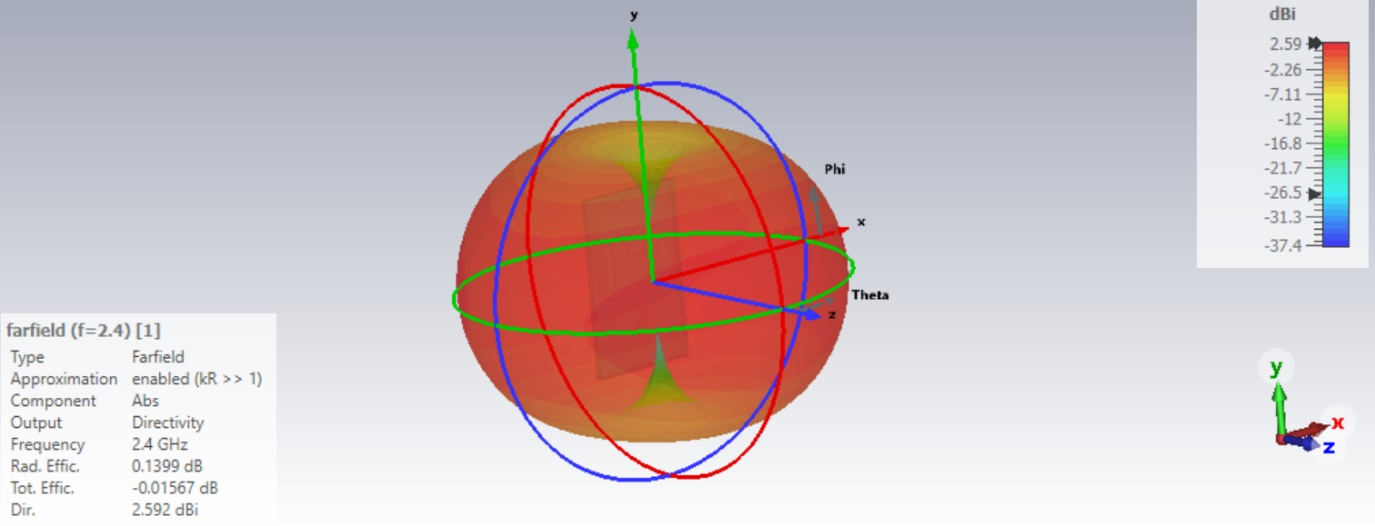 y
dBi
2.59
-2.26
-7.11
-12
-16.8
-21.7
-26.5
-31.3
-37.4
Phi
x
Theta
z
farfield (f=2.4) [1]
Type Farfield
Approximation enabled (kR >> 1)
Component Abs
Output Directivity
Frequency 2.4 GHz
Rad. Effic. 0.1399 dB
Tot. Effic. -0.01567 dB
Dir. 2.592 dBi
y
x
z